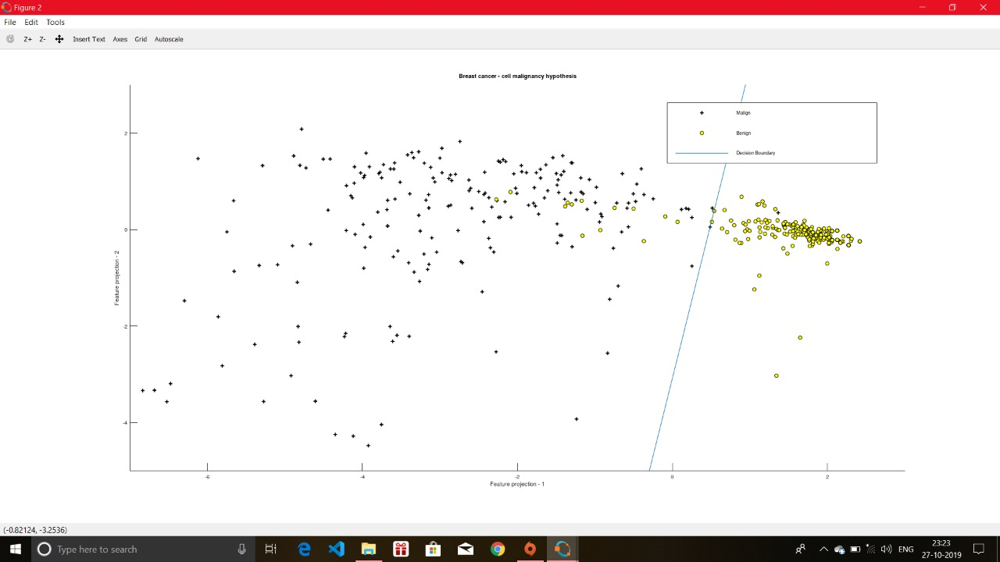 Figure 2
File Edit Tools
Z+ Z- Insert Text Axes Grid Autoscale
Breast cancer - cell malignancy hypothesis
Malign
Benign
Decision Boundary
2
0
-2
-4
Feature projection - 2
-6 -4 -2 0 2
Feature projection - 1
(-0.82124, -3.2536)
Type here to search
ENG
23:23
27-10-2019